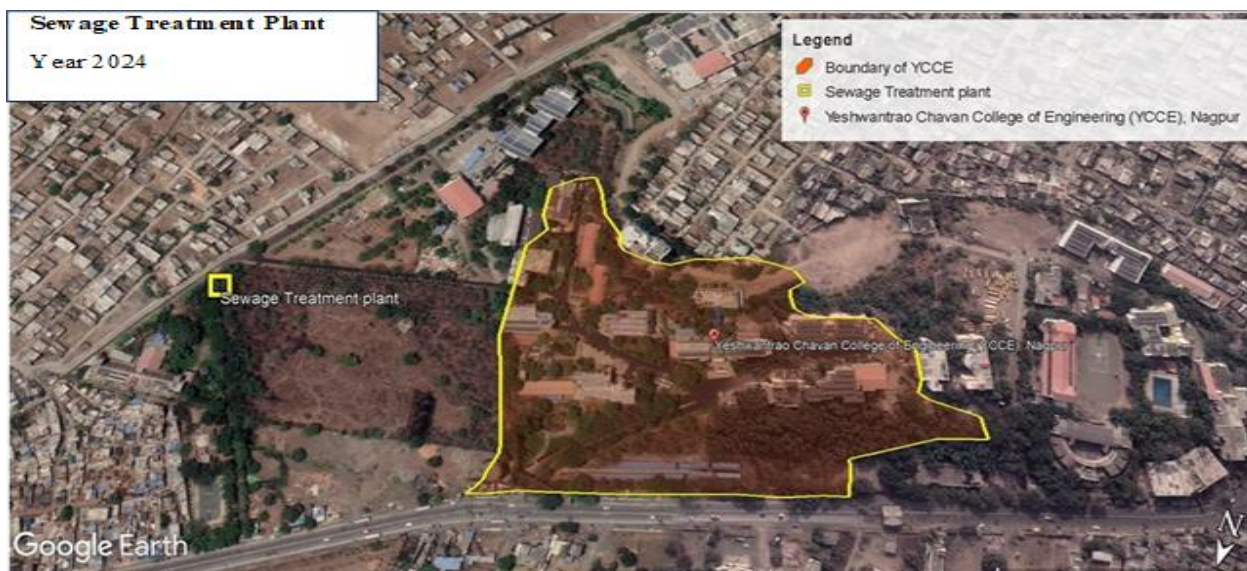 Sewage Treatment Plant
Year 2024
Legend
Boundary of YCCE
Sewage Treatment plant
Yeshwantrao Chavan College of Engineering (YCCE), Nagpur
Sewage Treatment plant
Yeshwantrao Chavan College of Engineering (YCCE), Nagpur
Google Earth
N